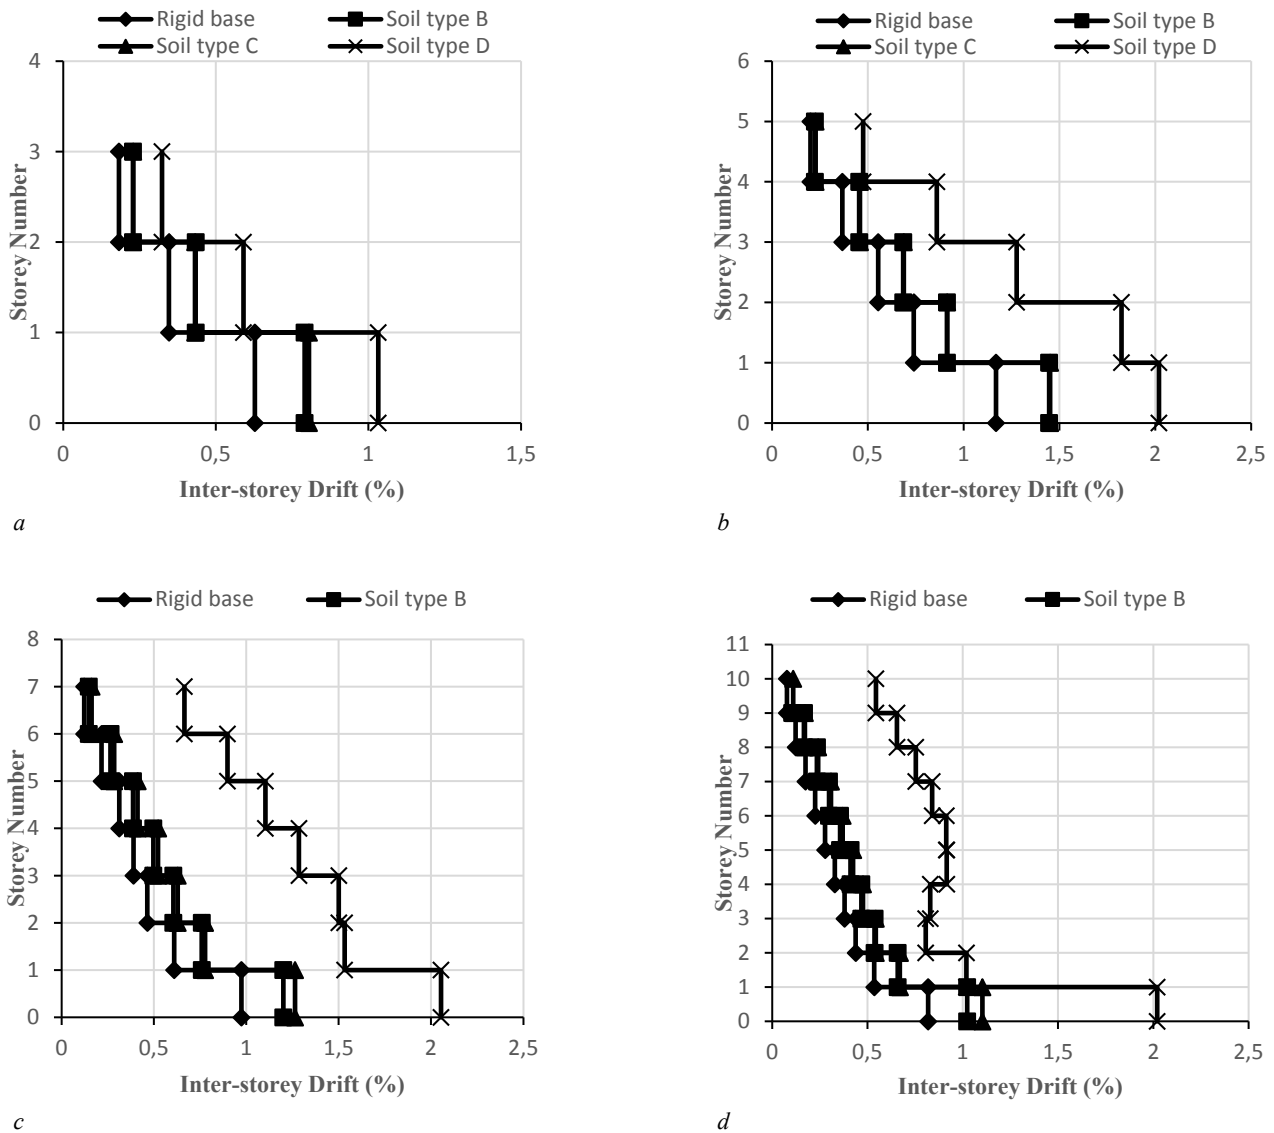 Rigid base Soil type B
Soil type C Soil type D
4
3
2
1
0
Storey Number
0 0,5 1 1,5
Inter-storey Drift (%)
a
Rigid base Soil type B
Soil type C Soil type D
6
5
4
3
2
1
0
Storey Number
0 0,5 1 1,5 2 2,5
Inter-storey Drift (%)
b
Rigid base Soil type B
8
7
6
5
4
3
2
1
0
Storey Number
0 0,5 1 1,5 2 2,5
Inter-storey Drift (%)
c
Rigid base Soil type B
11
10
9
8
7
6
5
4
3
2
1
0
Storey Number
0 0,5 1 1,5 2 2,5
Inter-storey Drift (%)
d